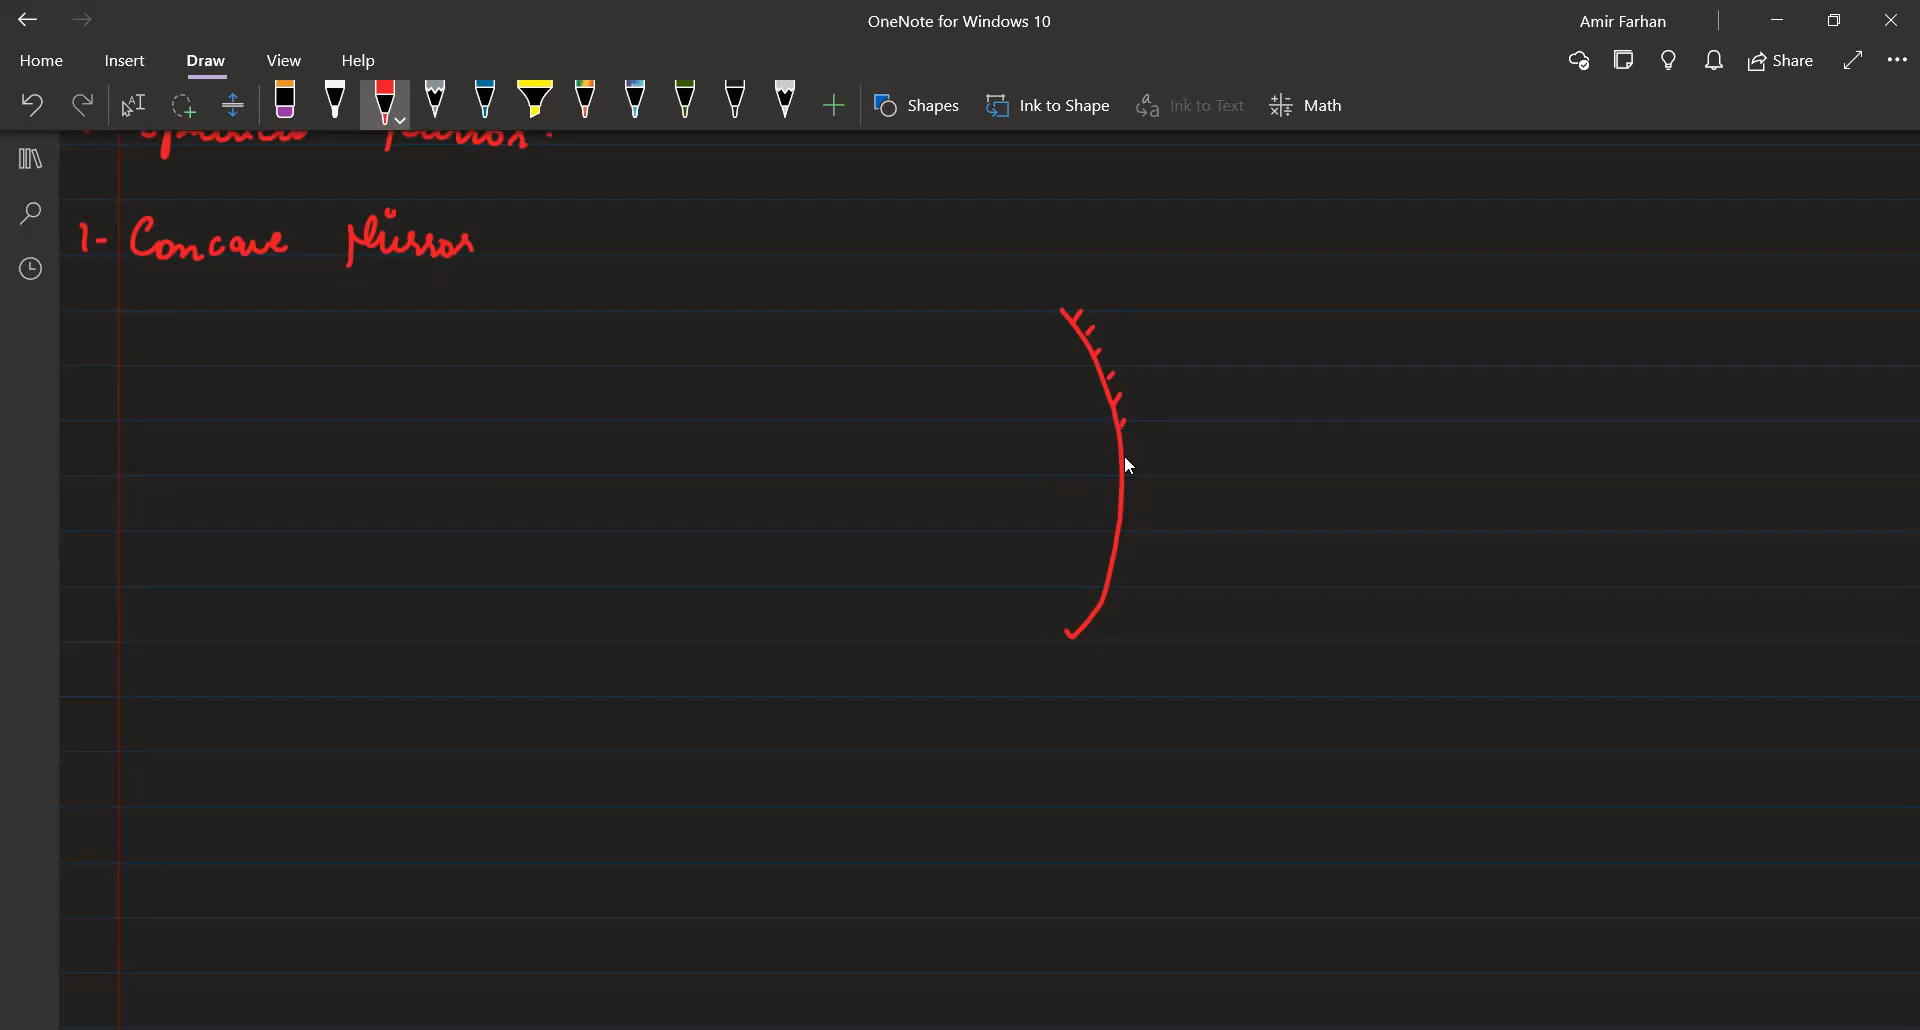 OneNote for Windows 10
Amir Farhan
Home Insert Draw View Help
Share
Shapes Ink to Shape Ink to Text Math
1- Concave Mirror